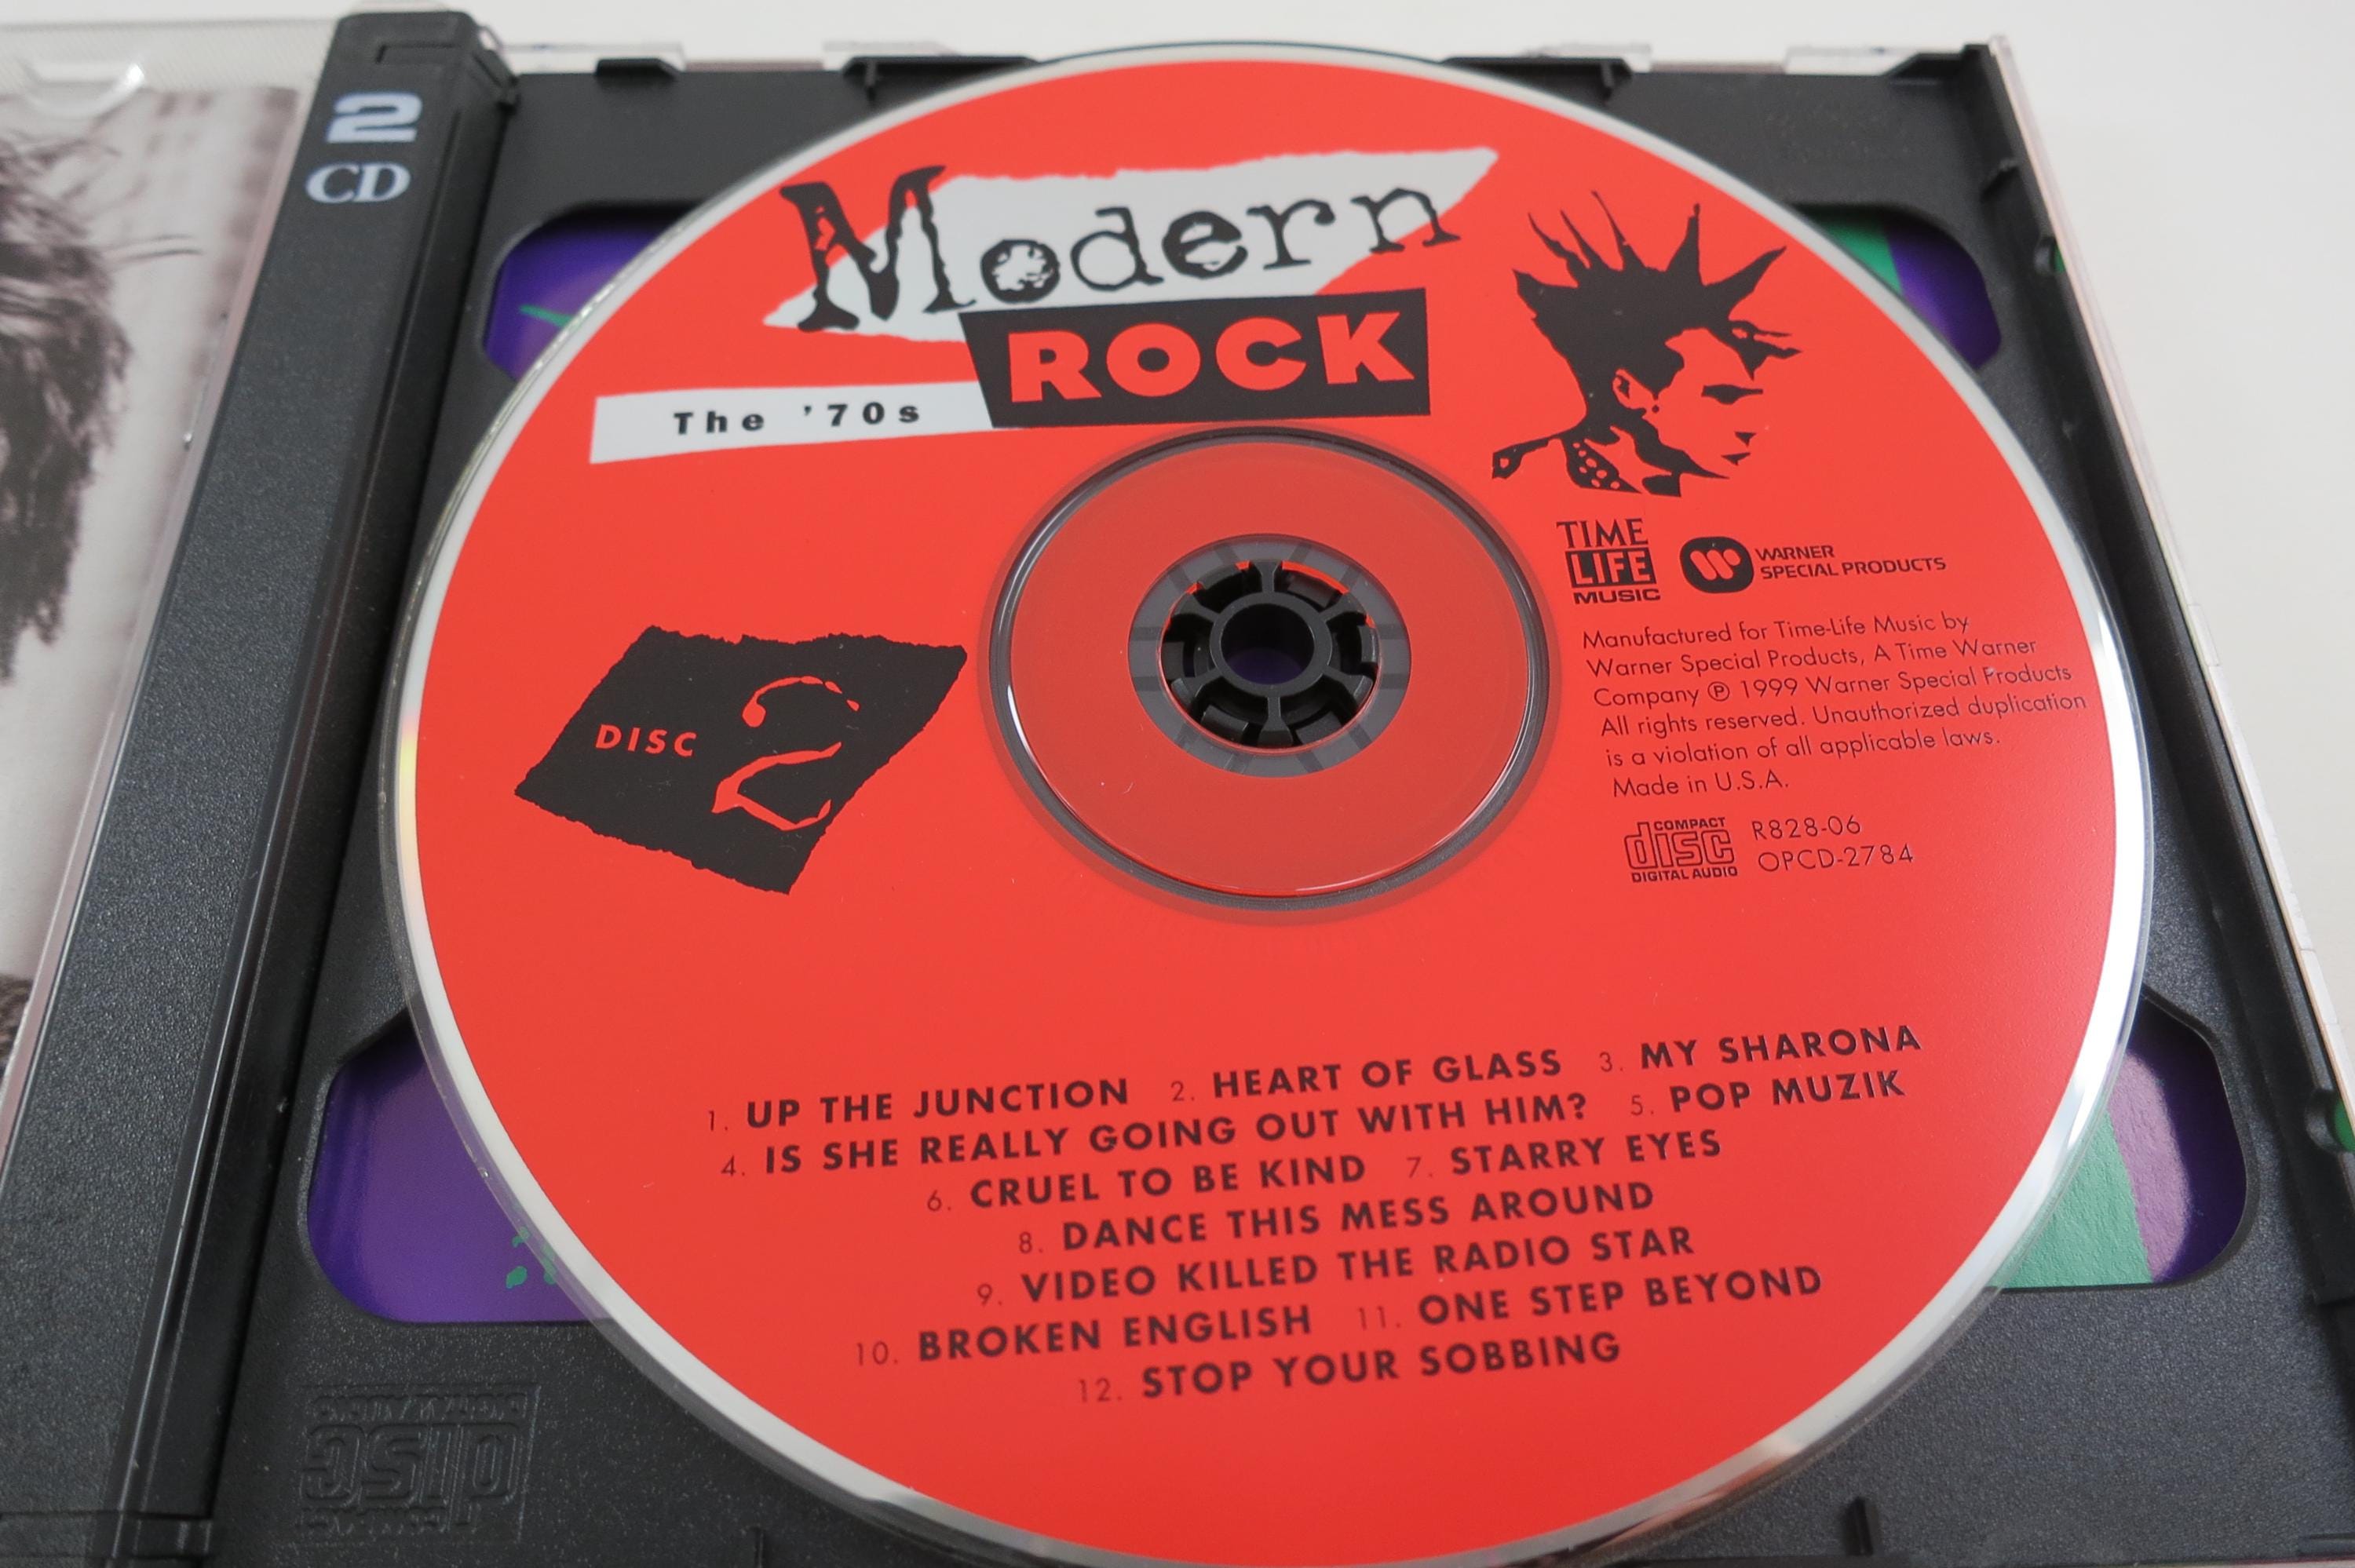 2
CD
Modern
ROCK
The '70s
TIME
LIFE
MUSIC
WARNER
SPECIAL PRODUCTS
Manufactured for Time-Life Music by
Warner Special Products, A Time Warner
Company ℗ 1999 Warner Special Products
All rights reserved. Unauthorized duplication
is a violation of all applicable laws.
Made in U.S.A.
DISC 2
COMPACT
disc
DIGITAL AUDIO
R828-06
OPCD-2784
1. UP THE JUNCTION 2. HEART OF GLASS 3. MY SHARONA
4. IS SHE REALLY GOING OUT WITH HIM? 5. POP MUZIK
6. CRUEL TO BE KIND 7. STARRY EYES
8. DANCE THIS MESS AROUND
9. VIDEO KILLED THE RADIO STAR
10. BROKEN ENGLISH 11. ONE STEP BEYOND
12. STOP YOUR SOBBING
COMPACT
disc
DIGITAL AUDIO